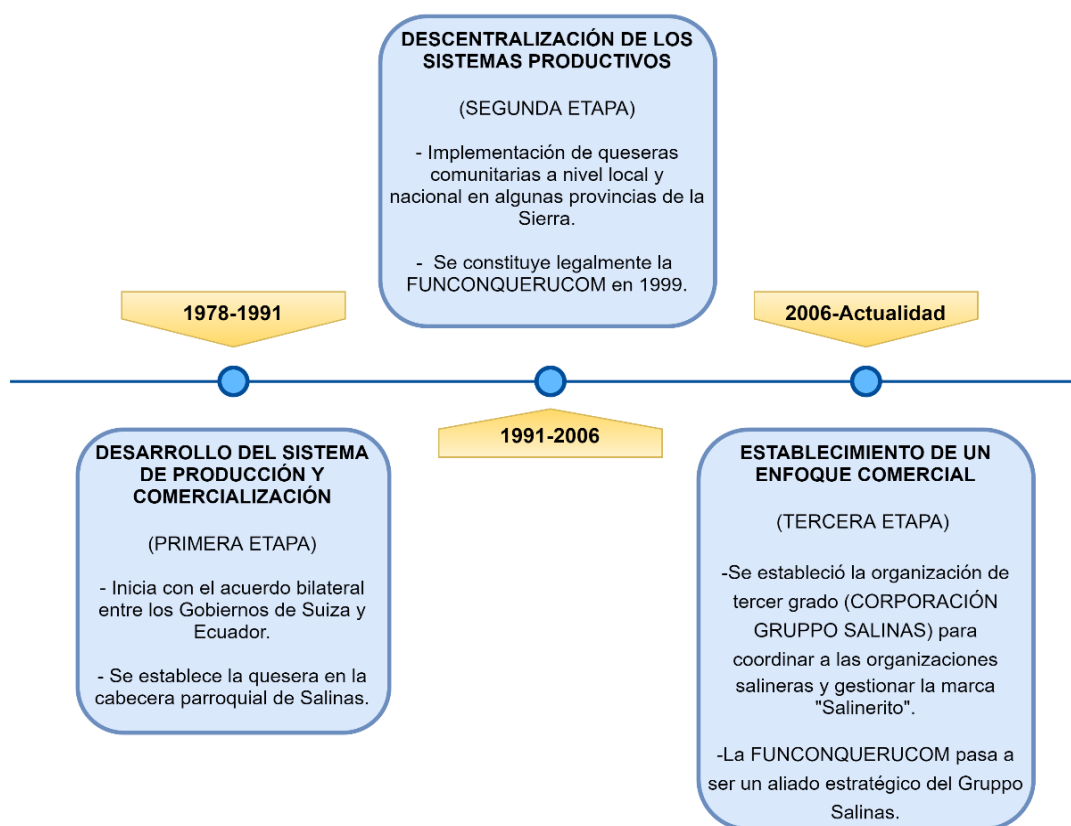 DESCENTRALIZACIÓN DE LOS
SISTEMAS PRODUCTIVOS
(SEGUNDA ETAPA)
- Implementación de queseras
comunitarias a nivel local y
nacional en algunas provincias de la
Sierra.
- Se constituye legalmente la
FUNCONQUERUCOM en 1999.
1978-1991
2006-Actualidad
1991-2006
DESARROLLO DEL SISTEMA
DE PRODUCCIÓN Y
COMERCIALIZACIÓN
(PRIMERA ETAPA)
- Inicia con el acuerdo bilateral
entre los Gobiernos de Suiza y
Ecuador.
- Se establece la quesera en la
cabecera parroquial de Salinas.
ESTABLECIMIENTO DE UN
ENFOQUE COMERCIAL
(TERCERA ETAPA)
-Se estableció la organización de
tercer grado (CORPORACIÓN
GRUPPO SALINAS) para
coordinar a las organizaciones
salineras y gestionar la marca
"Salinerito".
-La FUNCONQUERUCOM pasa a
ser un aliado estratégico del Gruppo
Salinas.